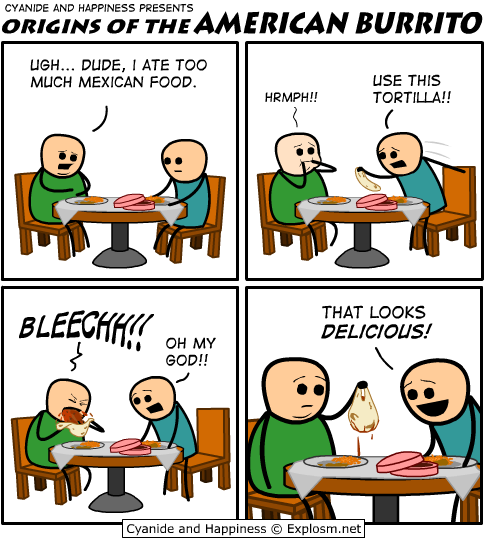 CYANIDE AND HAPPINESS PRESENTS
ORIGINS OF THE AMERICAN BURRITO
UGH... DUDE, I ATE TOO
MUCH MEXICAN FOOD.
HRMPH!!
USE THIS
TORTILLA!!
BLEECHH!!
OH MY
GOD!!
THAT LOOKS
DELICIOUS!
Cyanide and Happiness © Explosm.net